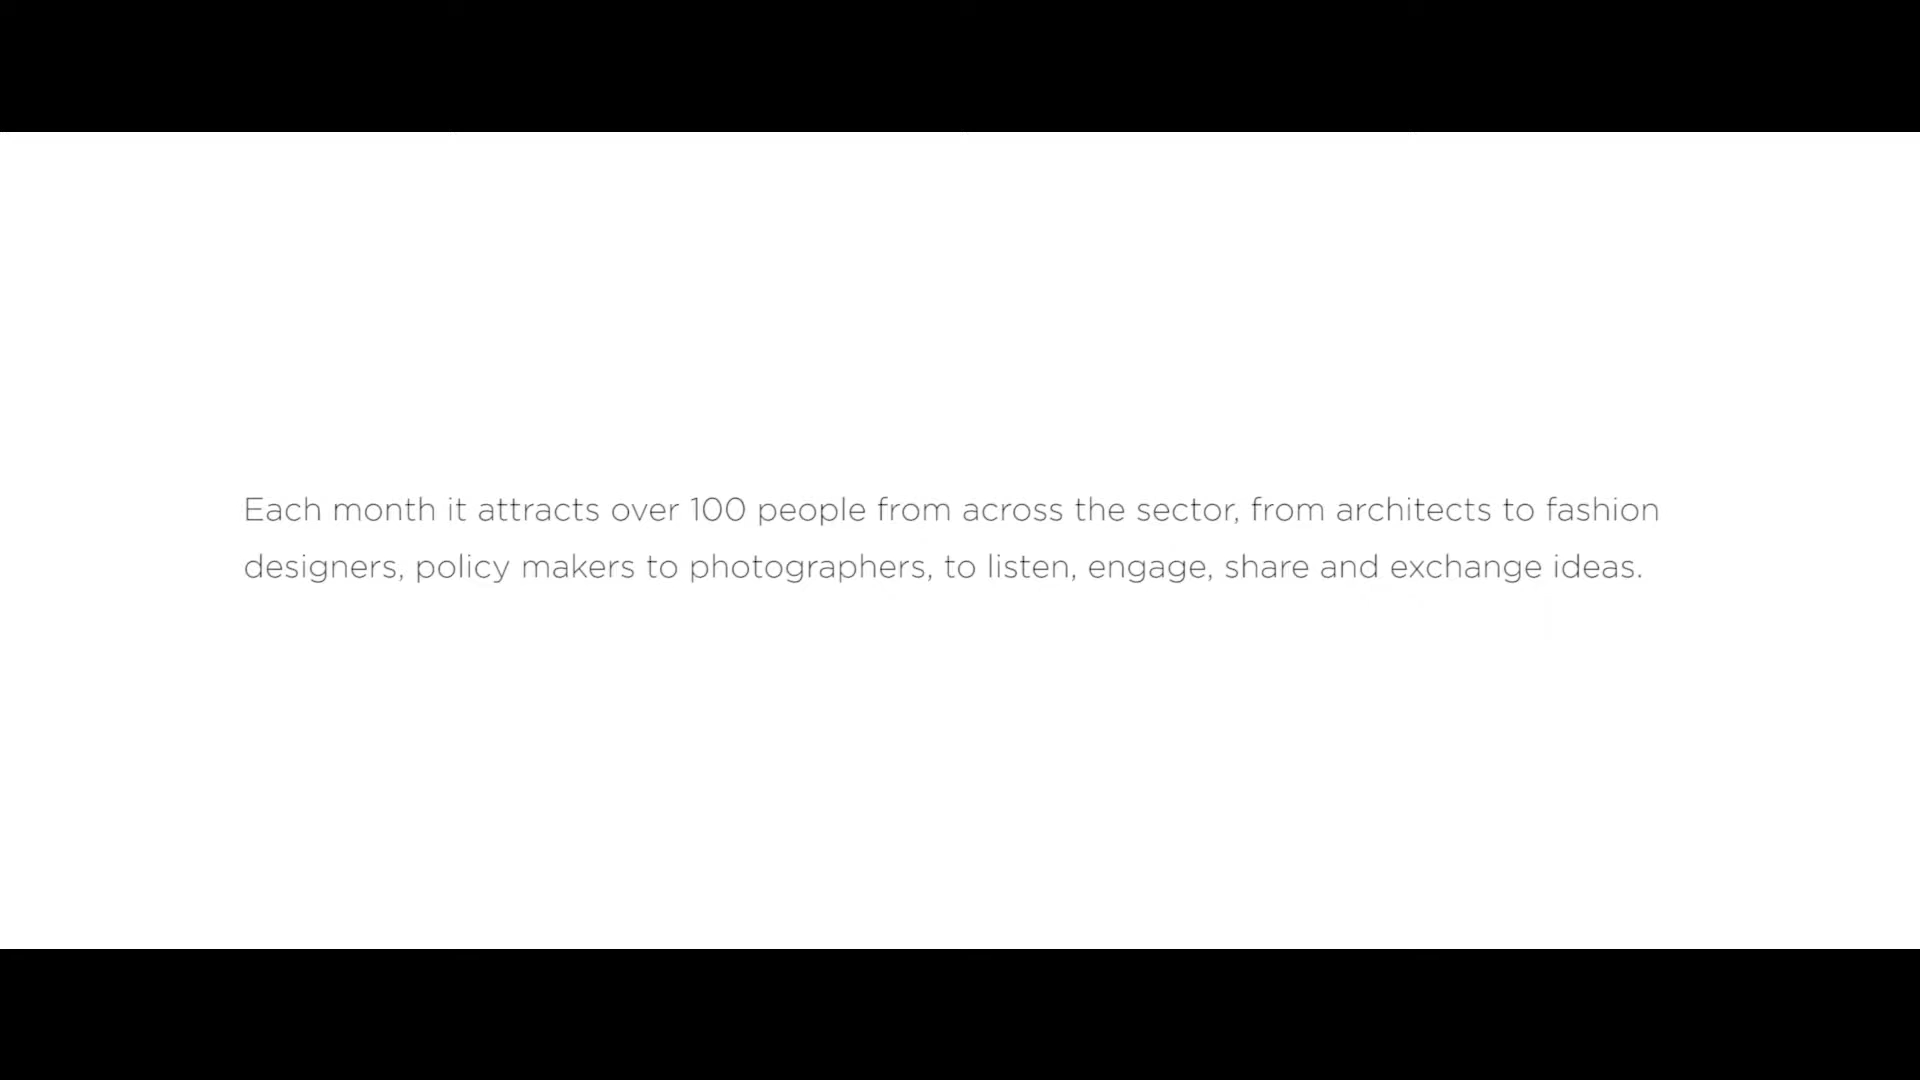 Each month it attracts over 100 people from across the sector, from architects to fashion
designers, policy makers to photographers, to listen, engage, share and exchange ideas.